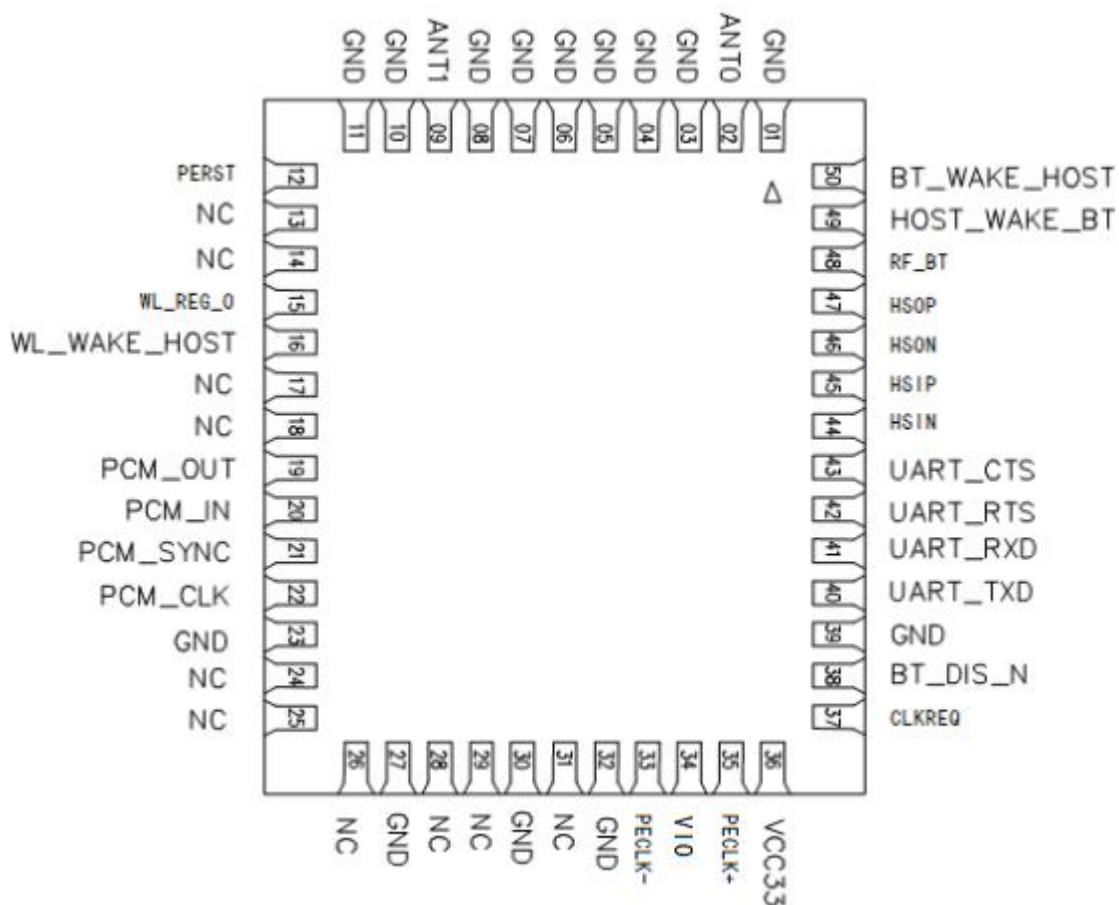 GND GND ANT1 GND GND GND GND GND GND ANT0 GND
11 10 09 08 07 06 05 04 03 02 01
PERST 12 50 BT_WAKE_HOST
NC 13 49 HOST_WAKE_BT
NC 14 48 RF_BT
WL_REG_O 15 47 HSOP
WL_WAKE_HOST 16 46 HSON
NC 17 45 HSIP
NC 18 44 HSIN
PCM_OUT 19 43 UART_CTS
PCM_IN 20 42 UART_RTS
PCM_SYNC 21 41 UART_RXD
PCM_CLK 22 40 UART_TXD
GND 23 39 GND
NC 24 38 BT_DIS_N
NC 25 37 CLKREQ
26 27 28 29 30 31 32 33 34 35 36
NC GND NC NC GND NC GND PECLK- VIO PECLK+ VCC33